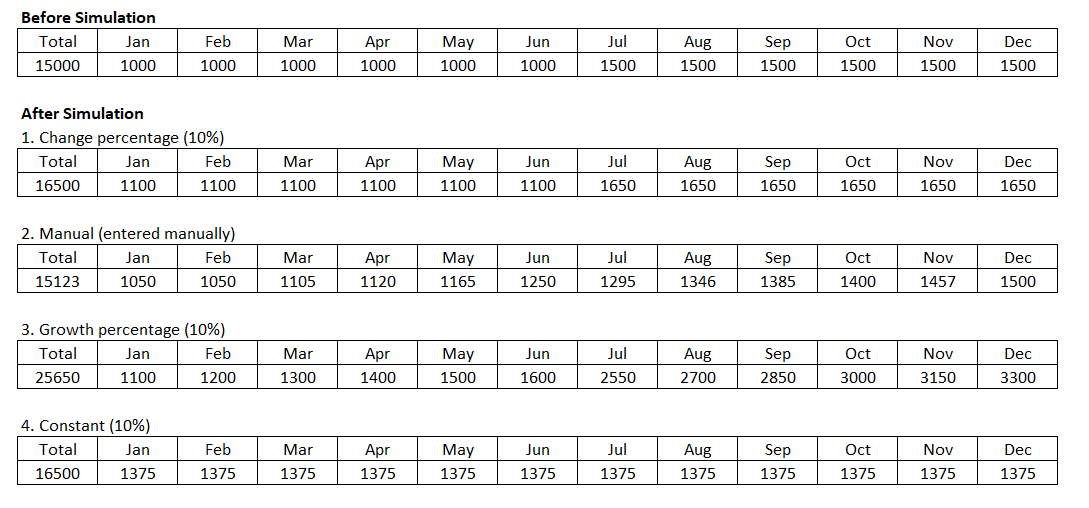 Before Simulation
Total Jan Feb Mar Apr May Jun Jul Aug Sep Oct Nov Dec
15000 1000 1000 1000 1000 1000 1000 1500 1500 1500 1500 1500 1500
After Simulation
1. Change percentage (10%)
Total Jan Feb Mar Apr May Jun Jul Aug Sep Oct Nov Dec
16500 1100 1100 1100 1100 1100 1100 1650 1650 1650 1650 1650 1650
2. Manual (entered manually)
Total Jan Feb Mar Apr May Jun Jul Aug Sep Oct Nov Dec
15123 1050 1050 1105 1120 1165 1250 1295 1346 1385 1400 1457 1500
3. Growth percentage (10%)
Total Jan Feb Mar Apr May Jun Jul Aug Sep Oct Nov Dec
25650 1100 1200 1300 1400 1500 1600 2550 2700 2850 3000 3150 3300
4. Constant (10%)
Total Jan Feb Mar Apr May Jun Jul Aug Sep Oct Nov Dec
16500 1375 1375 1375 1375 1375 1375 1375 1375 1375 1375 1375 1375